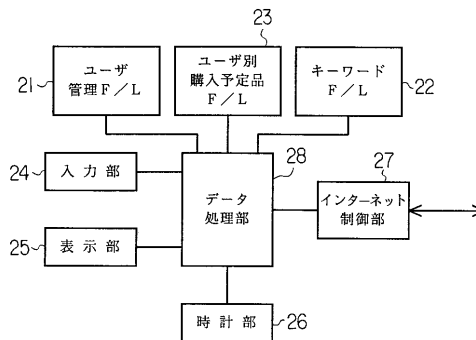 23
ユーザ
管理F/L
21
ユーザ別
購入予定品
F/L
キーワード
F/L
22
入力部
24
データ
処理部
28
27
インターネット
制御部
表示部
25
時計部
26